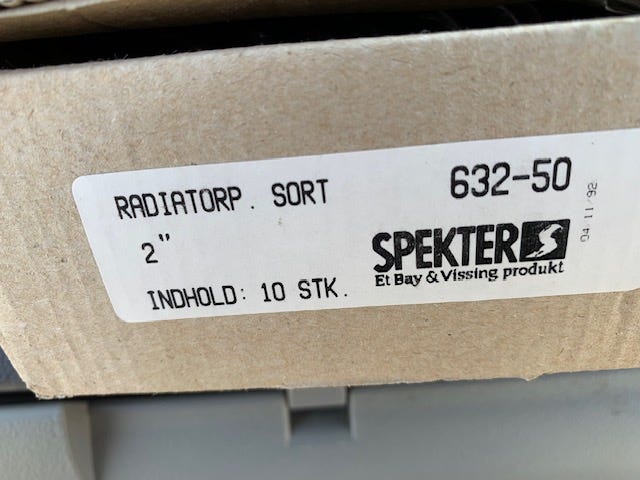 RADIATORP. SORT
632-50
2"
SPEKTER
Et Bay & Vissing produkt
INDHOLD: 10 STK.
04.11/92